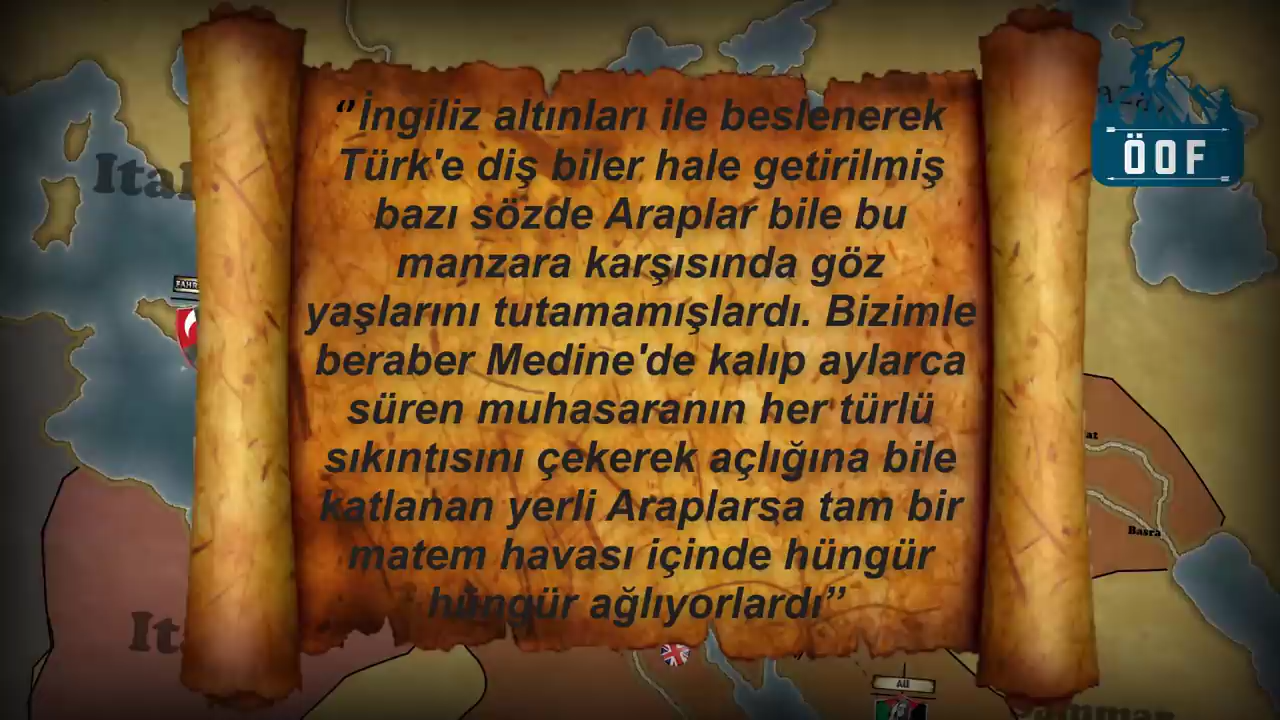 ‘’İngiliz altınları ile beslenerek
Türk'e diş biler hale getirilmiş
bazı sözde Araplar bile bu
manzara karşısında göz
yaşlarını tutamamışlardı. Bizimle
beraber Medine'de kalıp aylarca
süren muhasaranın her türlü
sıkıntısını çekerek açlığına bile
katlanan yerli Araplarsa tam bir
matem havası içinde hüngür
hüngür ağlıyorlardı’’
ÖOF
Basra
Ali